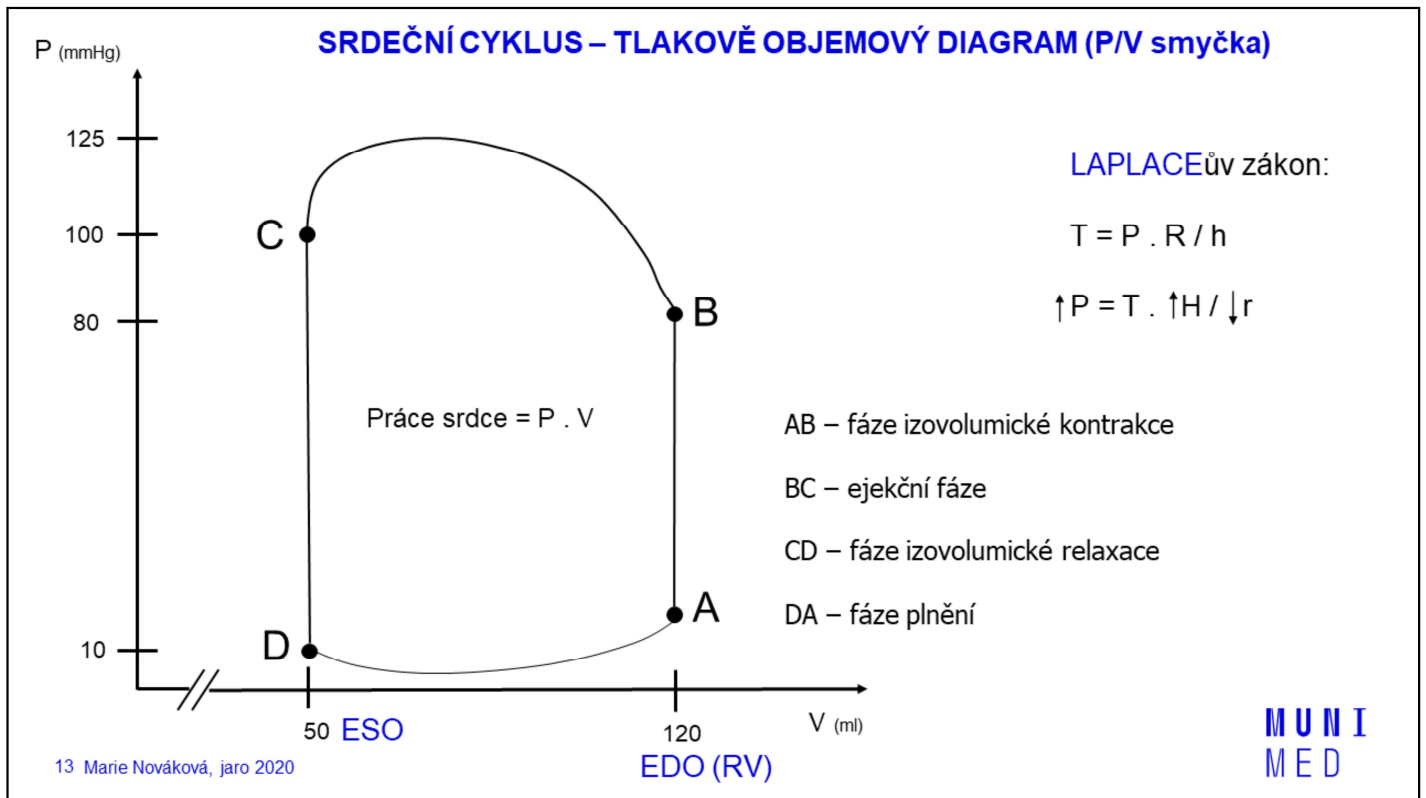 SRDEČNÍ CYKLUS – TLAKOVĚ OBJEMOVÝ DIAGRAM (P/V smyčka)
P (mmHg)
125
100
80
10
C
B
A
D
Práce srdce = P . V
50 ESO
120
EDO (RV)
V (ml)
LAPLACEův zákon:
T = P . R / h
↑P = T . ↑H / ↓r
AB – fáze izovolumické kontrakce
BC – ejekční fáze
CD – fáze izovolumické relaxace
DA – fáze plnění
13 Marie Nováková, jaro 2020
MUNI
MED